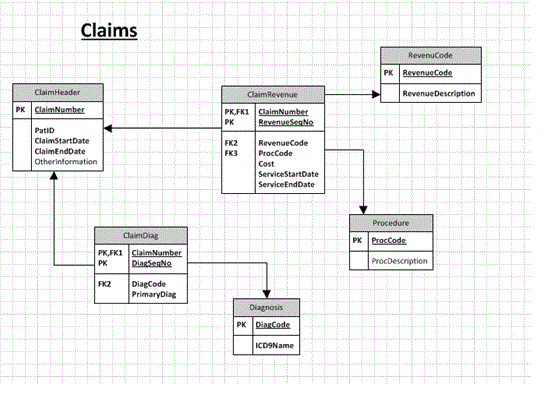 Claims
RevenuCode
PK RevenueCode
RevenueDescription
ClaimHeader
PK ClaimNumber
PatID
ClaimStartDate
ClaimEndDate
OtherInformation
ClaimRevenue
PK,FK1 ClaimNumber
PK RevenueSeqNo
FK2 RevenueCode
FK3 ProcCode
Cost
ServiceStartDate
ServiceEndDate
Procedure
PK ProcCode
ProcDescription
ClaimDiag
PK,FK1 ClaimNumber
PK DiagSeqNo
FK2 DiagCode
PrimaryDiag
Diagnosis
PK DiagCode
ICD9Name